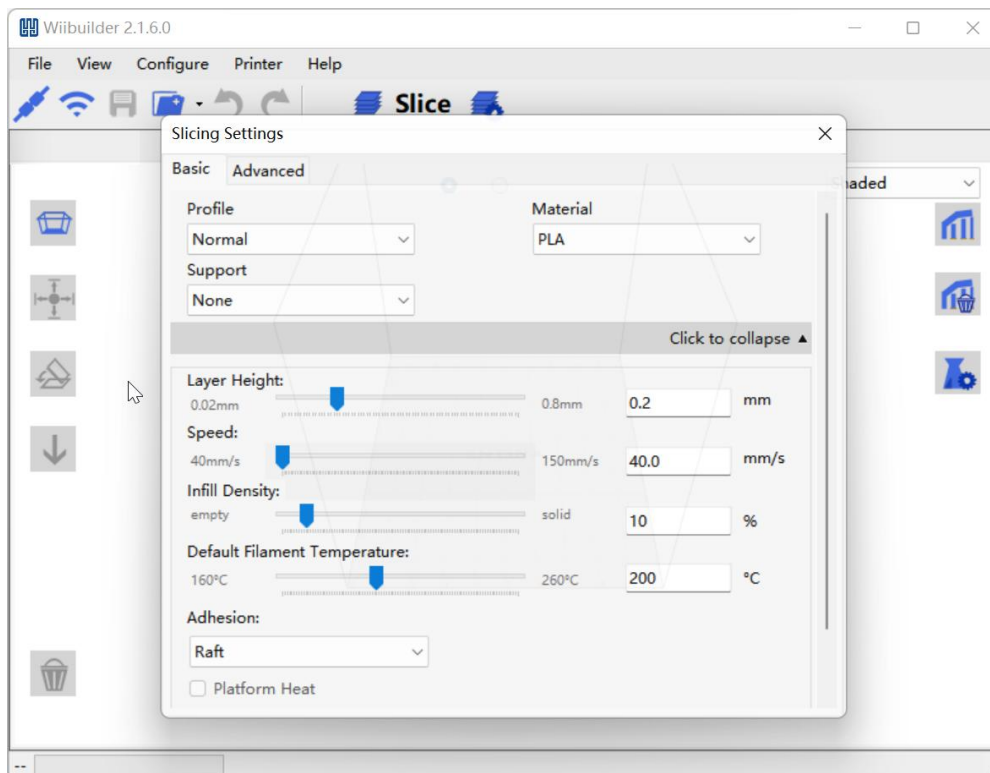 Wiibuilder 2.1.6.0
File View Configure Printer Help
Slice
Slicing Settings
Basic Advanced
Profile Material
Normal PLA
Support
None
Click to collapse ▲
Layer Height:
0.02mm 0.8mm 0.2 mm
Speed:
40mm/s 150mm/s 40.0 mm/s
Infill Density:
empty solid 10 %
Default Filament Temperature:
160°C 260°C 200 °C
Adhesion:
Raft
Platform Heat
--